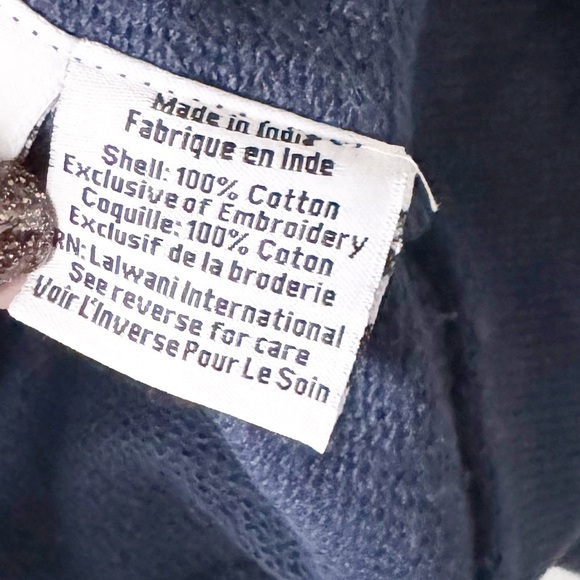 Made in India
Fabrique en Inde
Shell: 100% Cotton
Exclusive of Embroidery
Coquille: 100% Coton
Exclusif de la broderie
RN: Lalwani International
See reverse for care
Voir L'Inverse Pour Le Soin